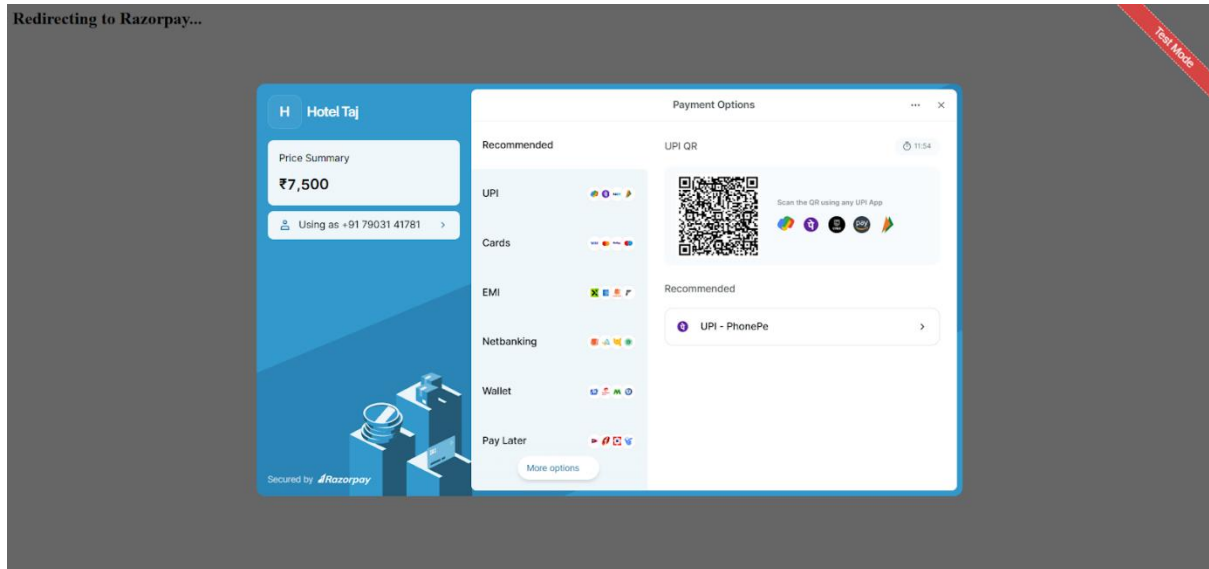 Redirecting to Razorpay...
Test Mode
H Hotel Taj
Price Summary
₹7,500
Using as +91 79031 41781
Secured by Razorpay
Payment Options
Recommended
UPI
Cards
EMI
Netbanking
Wallet
Pay Later
More options
UPI QR
11:54
Scan the QR using any UPI App
Recommended
UPI - PhonePe